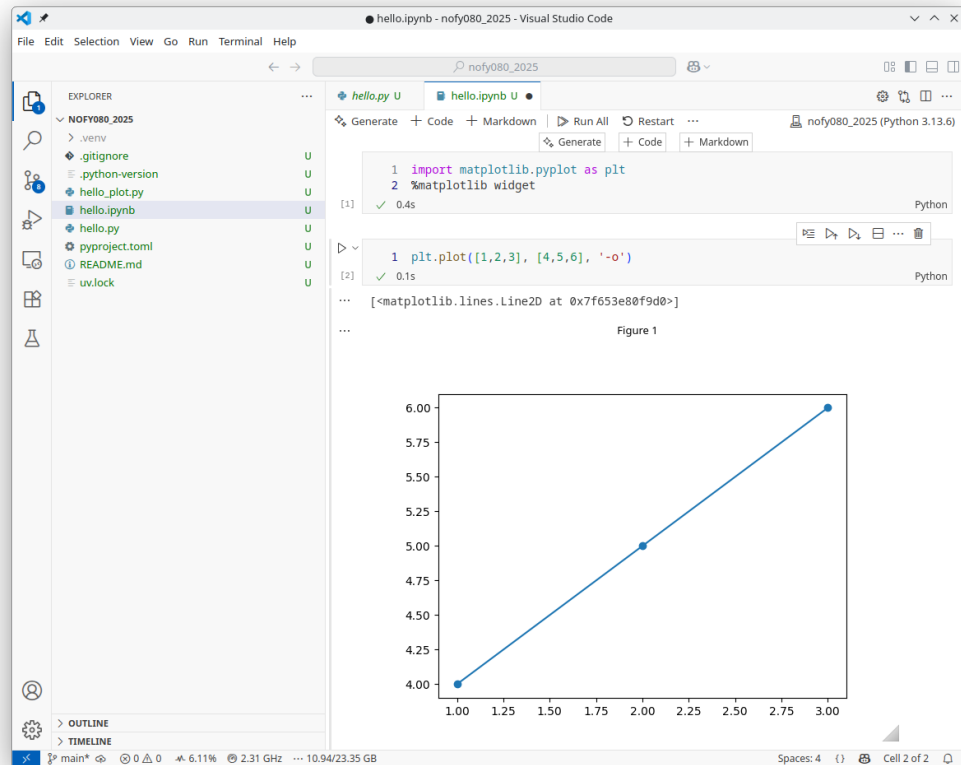 ● hello.ipynb - nofy080_2025 - Visual Studio Code
File Edit Selection View Go Run Terminal Help
nofy080_2025
EXPLORER
NOFY080_2025
.venv
.gitignore U
.python-version U
hello_plot.py U
hello.ipynb U
hello.py U
pyproject.toml U
README.md U
uv.lock U
OUTLINE
TIMELINE
hello.py U
hello.ipynb U ●
Generate + Code + Markdown Run All Restart ... nofy080_2025 (Python 3.13.6)
Generate + Code + Markdown
1 import matplotlib.pyplot as plt
2 %matplotlib widget
[1] ✓ 0.4s Python
1 plt.plot([1,2,3], [4,5,6], '-o')
[2] ✓ 0.1s Python
[<matplotlib.lines.Line2D at 0x7f653e80f9d0>]
Figure 1
6.00
5.75
5.50
5.25
5.00
4.75
4.50
4.25
4.00
1.00 1.25 1.50 1.75 2.00 2.25 2.50 2.75 3.00
1
8
main* 0 0 6.11% 2.31 GHz ... 10.94/23.35 GB Spaces: 4 {} Cell 2 of 2